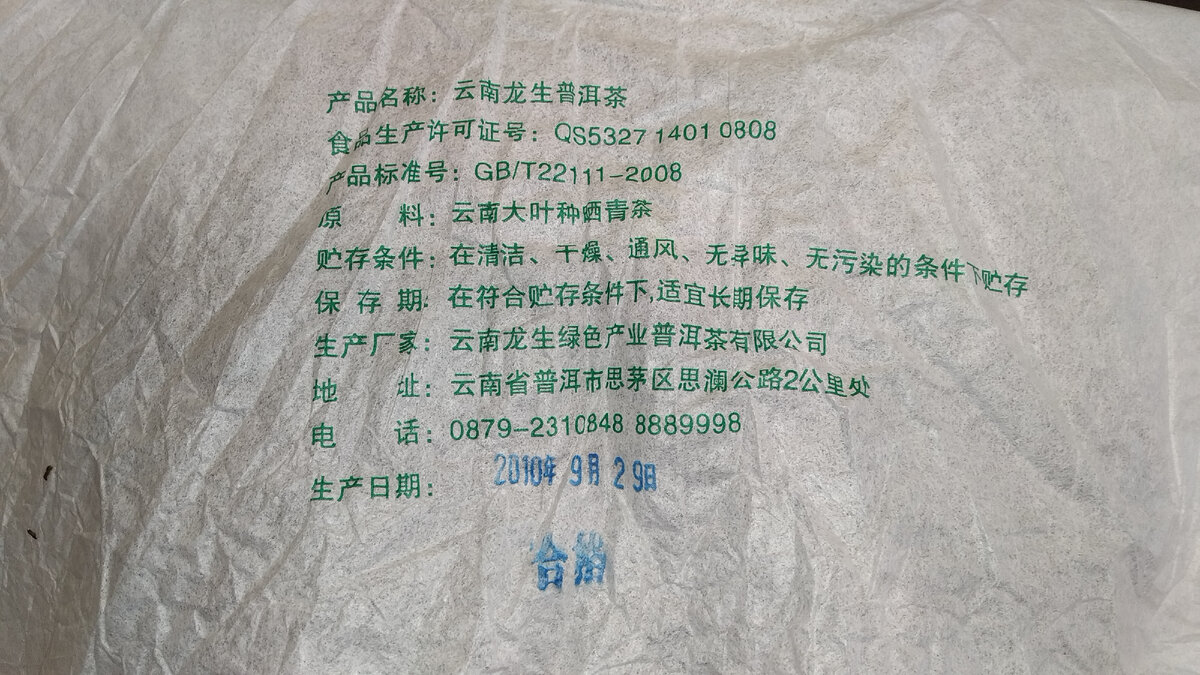 产品名称：云南龙生普洱茶
食品生产许可证号：QS5327 1401 0808
产品标准号：GB/T22111-2008
原 料：云南大叶种晒青茶
贮存条件：在清洁、干燥、通风、无异味、无污染的条件下贮存
保存期：在符合贮存条件下,适宜长期保存
生产厂家：云南龙生绿色产业普洱茶有限公司
地 址：云南省普洱市思茅区思澜公路2公里处
电 话：0879-2310848 8889998
生产日期：2010年9月29日
合格